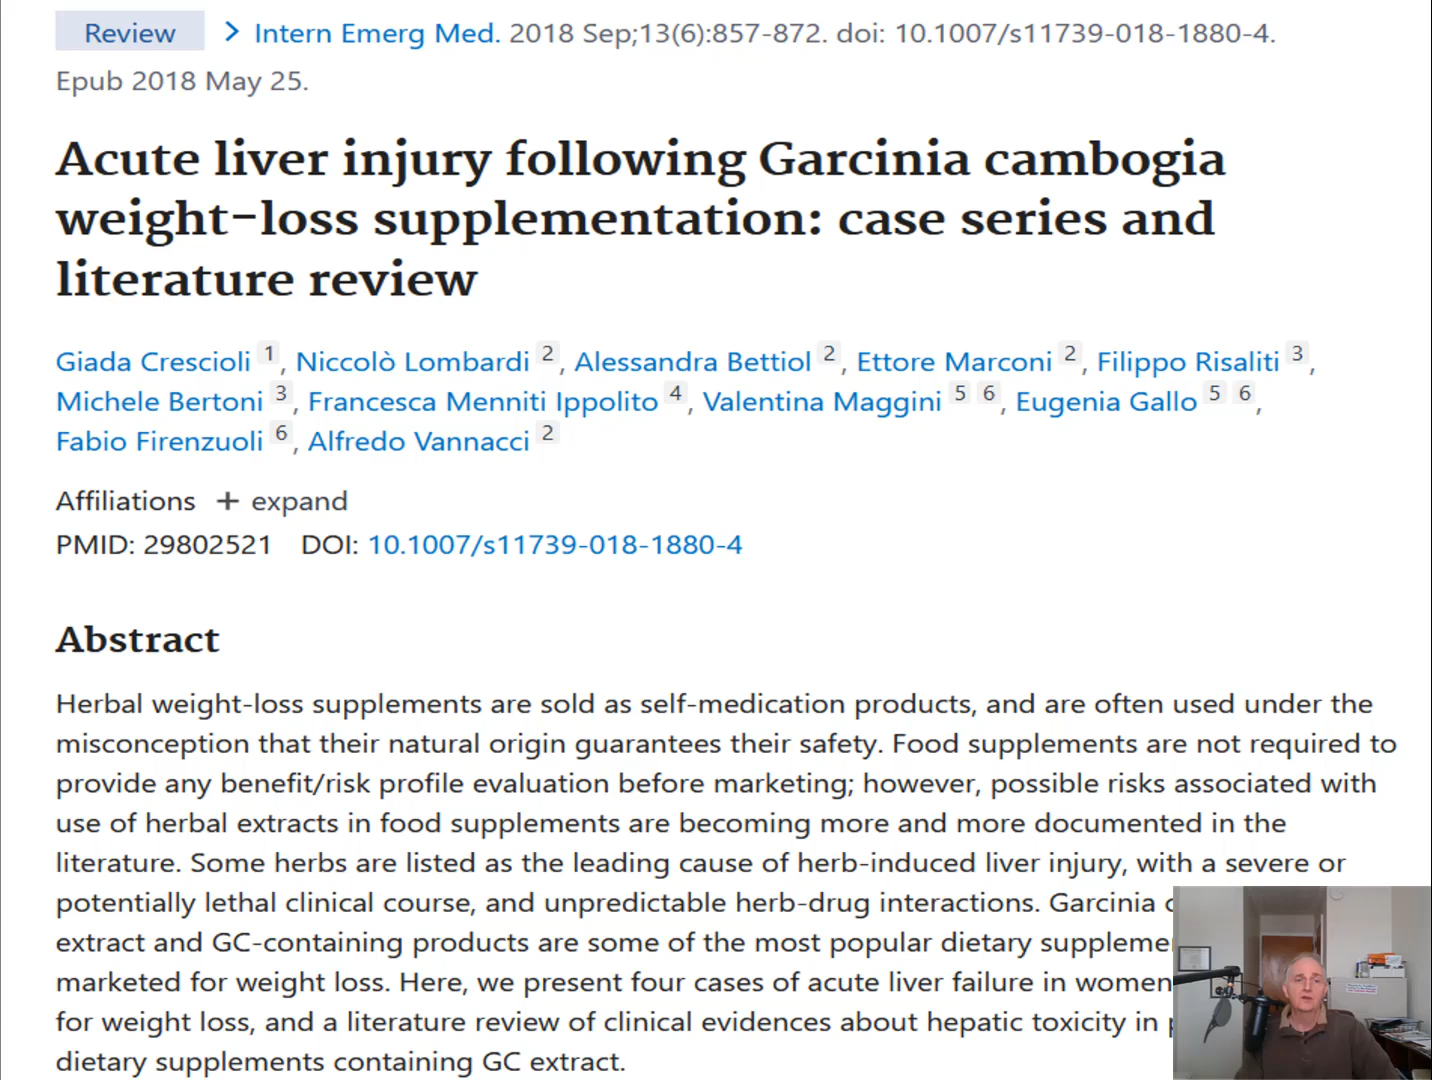 Review > Intern Emerg Med. 2018 Sep;13(6):857-872. doi: 10.1007/s11739-018-1880-4.
Epub 2018 May 25.
Acute liver injury following Garcinia cambogia
weight-loss supplementation: case series and
literature review
Giada Crescioli 1, Niccolò Lombardi 2, Alessandra Bettiol 2, Ettore Marconi 2, Filippo Risaliti 3,
Michele Bertoni 3, Francesca Menniti Ippolito 4, Valentina Maggini 5 6, Eugenia Gallo 5 6,
Fabio Firenzuoli 6, Alfredo Vannacci 2
Affiliations + expand
PMID: 29802521 DOI: 10.1007/s11739-018-1880-4
Abstract
Herbal weight-loss supplements are sold as self-medication products, and are often used under the
misconception that their natural origin guarantees their safety. Food supplements are not required to
provide any benefit/risk profile evaluation before marketing; however, possible risks associated with
use of herbal extracts in food supplements are becoming more and more documented in the
literature. Some herbs are listed as the leading cause of herb-induced liver injury, with a severe or
potentially lethal clinical course, and unpredictable herb-drug interactions. Garcinia
extract and GC-containing products are some of the most popular dietary
marketed for weight loss. Here, we present four cases of acute liver failure in women
for weight loss, and a literature review of clinical evidences about hepatic toxicity in
dietary supplements containing GC extract.